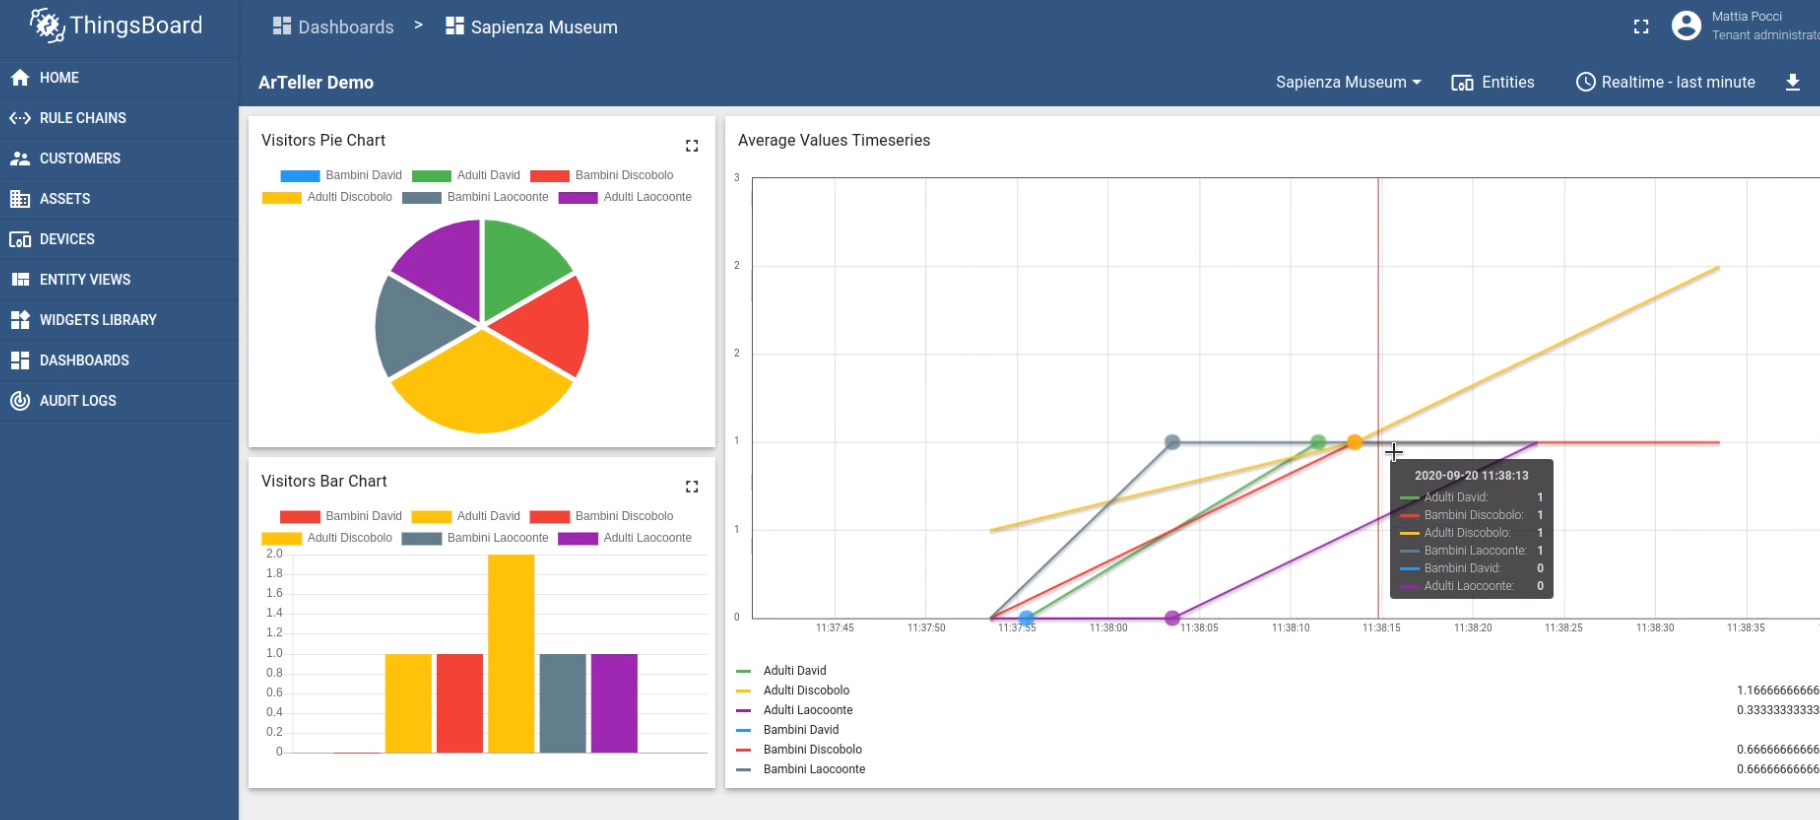 ThingsBoard
Dashboards > Sapienza Museum
Mattia Pocci
Tenant administrato
HOME
RULE CHAINS
CUSTOMERS
ASSETS
DEVICES
ENTITY VIEWS
WIDGETS LIBRARY
DASHBOARDS
AUDIT LOGS
ArTeller Demo
Sapienza Museum
Entities
Realtime - last minute
Visitors Pie Chart
Bambini David Adulti David Bambini Discobolo
Adulti Discobolo Bambini Laocoonte Adulti Laocoonte
Visitors Bar Chart
Bambini David Adulti David Bambini Discobolo
Adulti Discobolo Bambini Laocoonte Adulti Laocoonte
2.0
1.8
1.6
1.4
1.2
1.0
0.8
0.6
0.4
0.2
0
Average Values Timeseries
3
2
2
1
1
0
11:37:45 11:37:50 11:37:55 11:38:00 11:38:05 11:38:10 11:38:15 11:38:20 11:38:25 11:38:30 11:38:35
2020-09-20 11:38:13
Adulti David: 1
Bambini Discobolo: 1
Adulti Discobolo: 1
Bambini Laocoonte: 1
Bambini David: 0
Adulti Laocoonte: 0
Adulti David
Adulti Discobolo 1.16666666666
Adulti Laocoonte 0.33333333333
Bambini David
Bambini Discobolo 0.66666666666
Bambini Laocoonte 0.66666666666